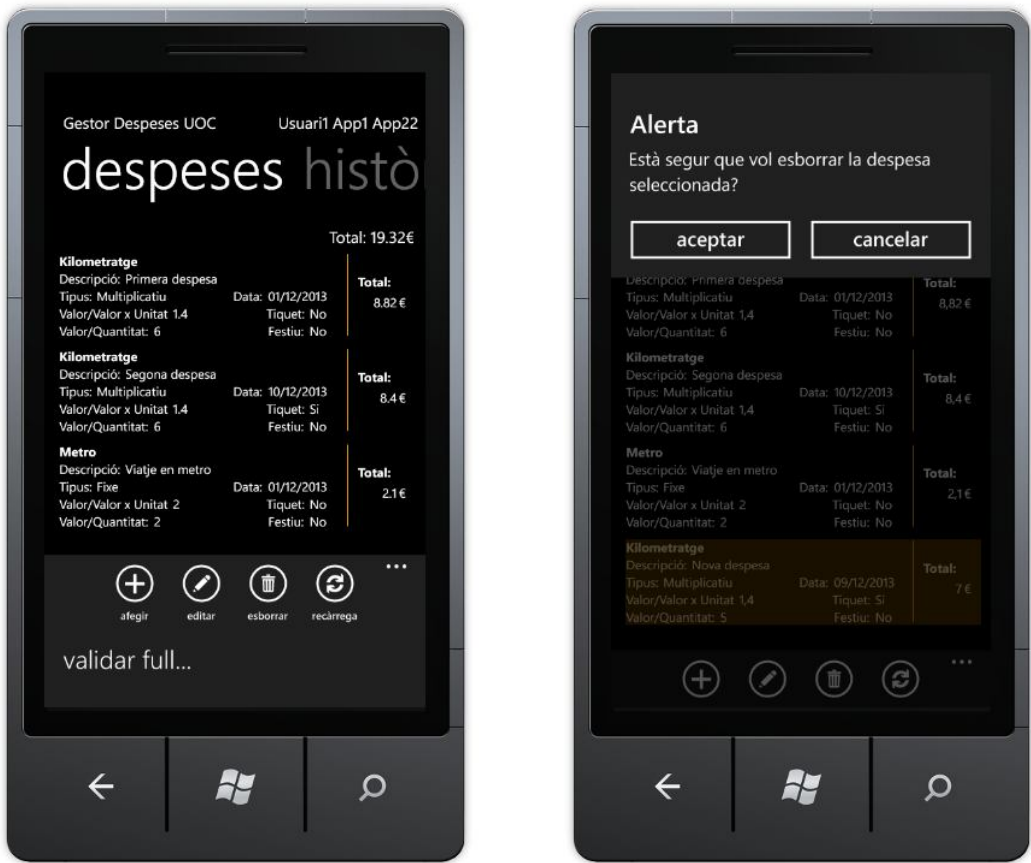 Gestor Despeses UOC Usuari1 App1 App22
despeses histò
Total: 19.32€
Kilometratge
Descripció: Primera despesa Total:
Tipus: Multiplicatiu Data: 01/12/2013 8.82 €
Valor/Valor x Unitat 1.4 Tiquet: No
Valor/Quantitat: 6 Festiu: No
Kilometratge
Descripció: Segona despesa Total:
Tipus: Multiplicatiu Data: 10/12/2013 8.4 €
Valor/Valor x Unitat 1.4 Tiquet: Si
Valor/Quantitat: 6 Festiu: No
Metro
Descripció: Viatje en metro Total:
Tipus: Fixe Data: 01/12/2013 2.1 €
Valor/Valor x Unitat 2 Tiquet: No
Valor/Quantitat: 2 Festiu: No
afegir editar esborrar recàrrega
validar full...
Alerta
Està segur que vol esborrar la despesa
seleccionada?
aceptar cancelar
Descripció: Primera despesa Total:
Tipus: Multiplicatiu Data: 01/12/2013 8,82 €
Valor/Valor x Unitat 1,4 Tiquet: No
Valor/Quantitat: 6 Festiu: No
Kilometratge
Descripció: Segona despesa Total:
Tipus: Multiplicatiu Data: 10/12/2013 8,4 €
Valor/Valor x Unitat 1,4 Tiquet: Si
Valor/Quantitat: 6 Festiu: No
Metro
Descripció: Viatje en metro Total:
Tipus: Fixe Data: 01/12/2013 2,1 €
Valor/Valor x Unitat 2 Tiquet: No
Valor/Quantitat: 2 Festiu: No
Kilometratge
Descripció: Nova despesa Total:
Tipus: Multiplicatiu Data: 09/12/2013 7 €
Valor/Valor x Unitat 1,4 Tiquet: Si
Valor/Quantitat: 5 Festiu: No